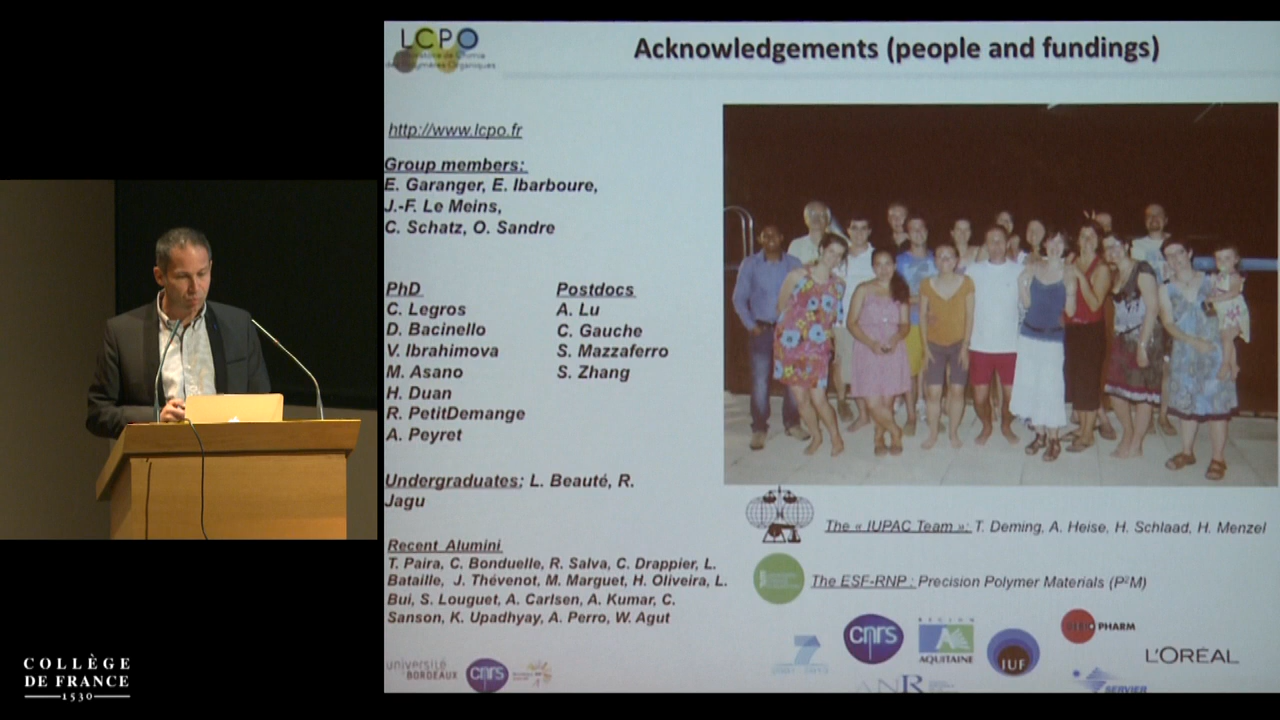 LCPO
Acknowledgements (people and fundings)
http://www.lcpo.fr
Group members:
E. Garanger, E. Ibarboure,
J.-F. Le Meins,
C. Schatz, O. Sandre
PhD
Postdocs
C. Legros
A. Lu
D. Bacinello
C. Gauche
V. Ibrahimova
S. Mazzaferro
M. Asano
S. Zhang
H. Duan
R. PetitDemange
A. Peyret
Undergraduates: L. Beauté, R.
Jagu
The « IUPAC Team »: T. Deming, A. Heise, H. Schlaad, H. Menzel
Recent Alumini
T. Paira, C. Bonduelle, R. Salva, C. Drappier, L.
Bataille, J. Thévenot, M. Marguet, H. Oliveira, L.
Bui, S. Louguet, A. Carlsen, A. Kumar, C.
Sanson, K. Upadhyay, A. Perro, W. Agut
The ESF-RNP : Precision Polymer Materials (P²M)
cnrs
AQUITAINE
IUF
PHARM
L'ORÉAL
université
BORDEAUX
cnrs
ANR
SERVIER
COLLÈGE
DE FRANCE
1530